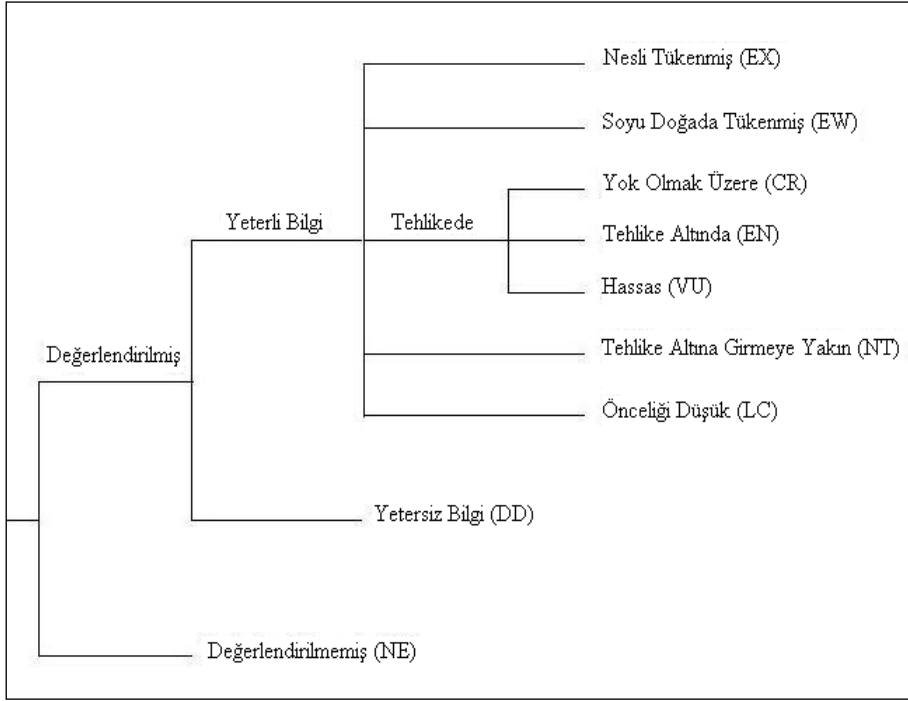 Nesli Tükenmiş (EX)
Soyu Doğada Tükenmiş (EW)
Yok Olmak Üzere (CR)
Yeterli Bilgi
Tehlikede
Tehlike Altında (EN)
Hassas (VU)
Değerlendirilmiş
Tehlike Altına Girmeye Yakın (NT)
Önceliği Düşük (LC)
Yetersiz Bilgi (DD)
Değerlendirilmemiş (NE)